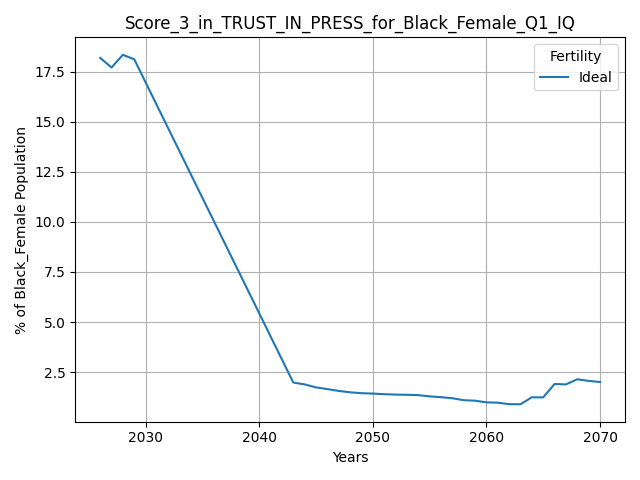 Score_3_in_TRUST_IN_PRESS_for_Black_Female_Q1_IQ
Fertility
Ideal
% of Black_Female Population
17.5
15.0
12.5
10.0
7.5
5.0
2.5
2030 2040 2050 2060 2070
Years